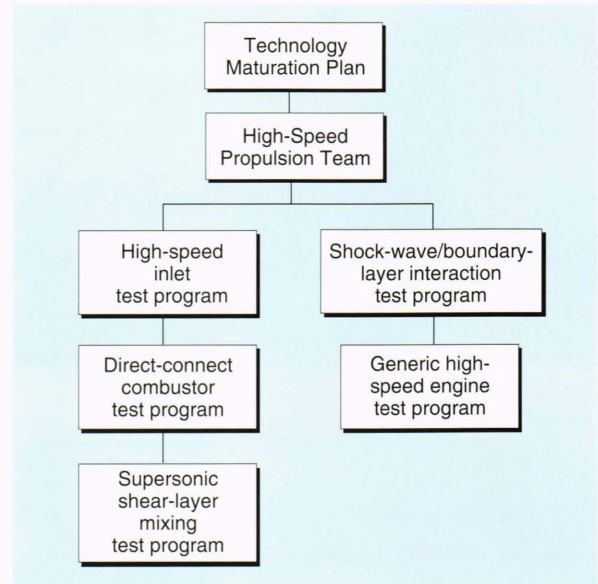 Technology
Maturation Plan
High-Speed
Propulsion Team
High-speed
inlet
test program
Shock-wave/boundary-
layer interaction
test program
Direct-connect
combustor
test program
Generic high-
speed engine
test program
Supersonic
shear-layer
mixing
test program